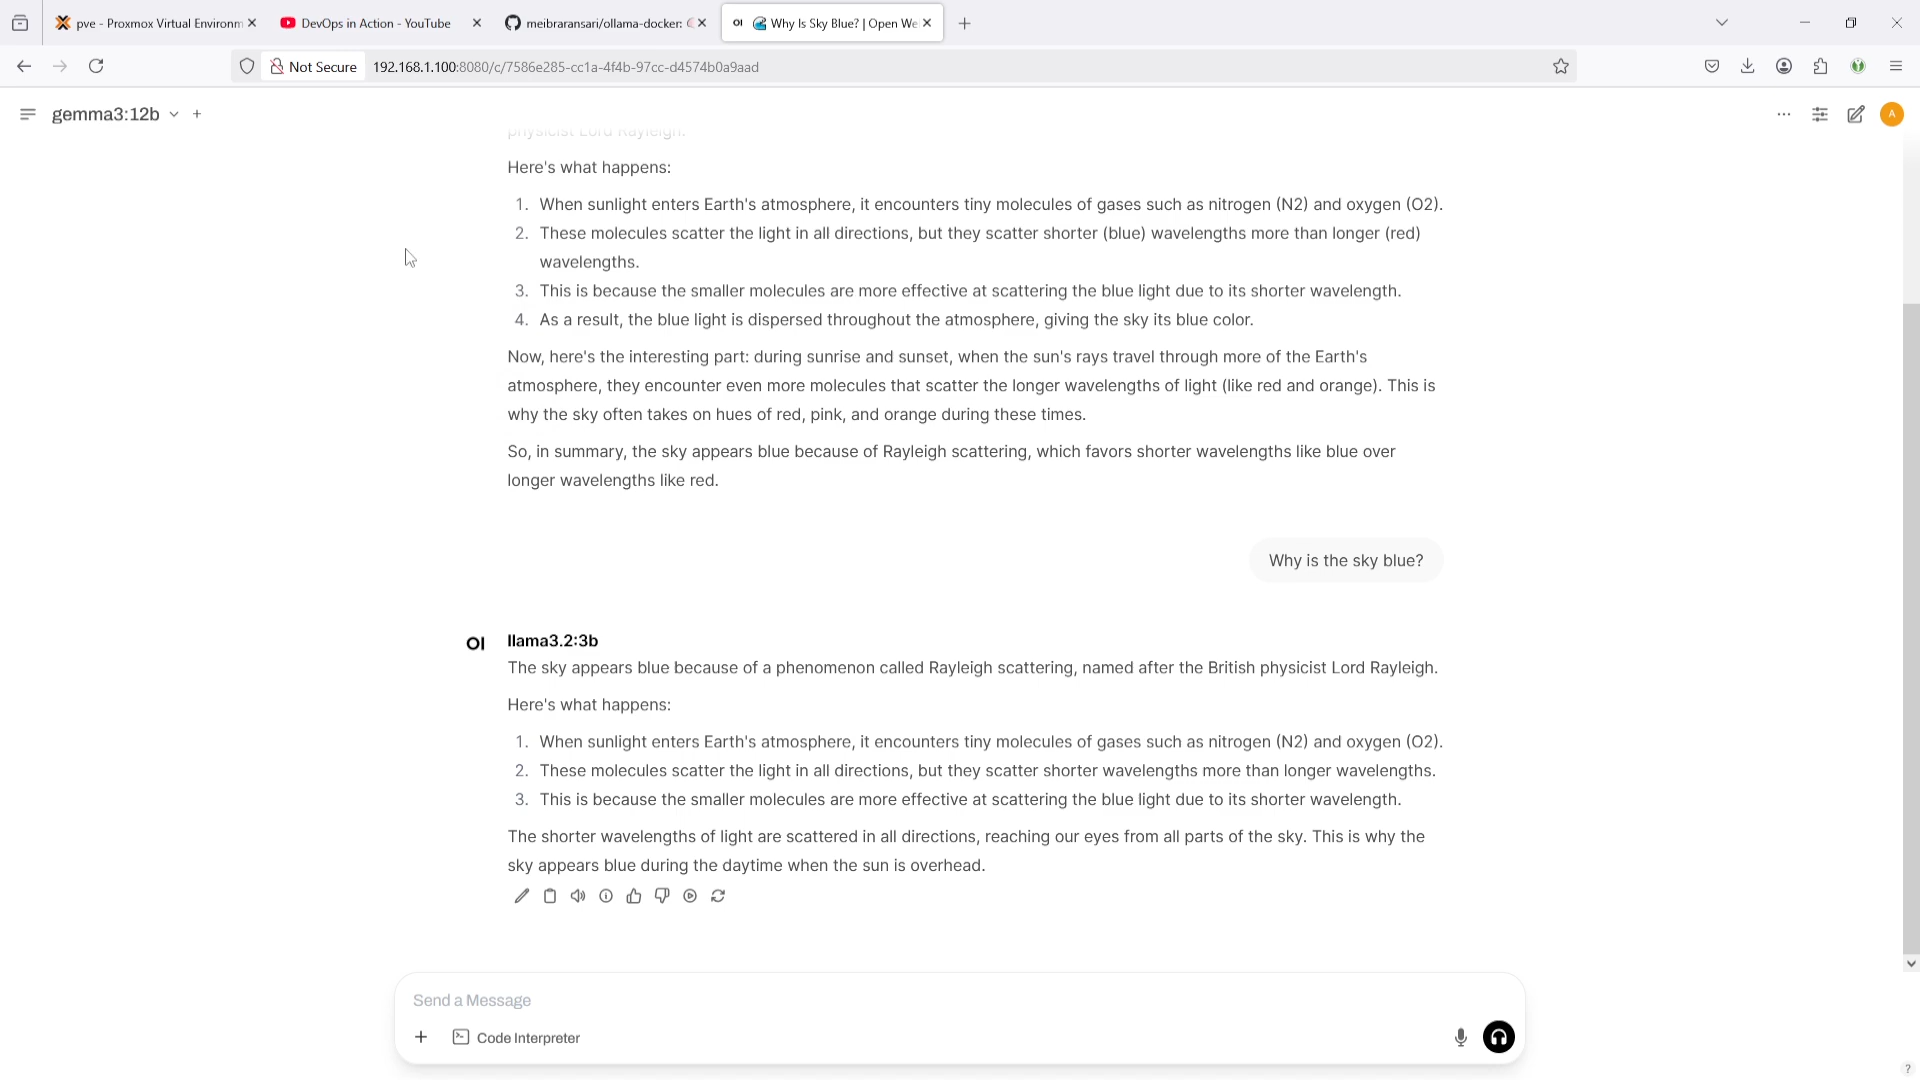 pve - Proxmox Virtual Environm
DevOps in Action - YouTube
meibraransari/ollama-docker:
OI Why Is Sky Blue? | Open We
Not Secure 192.168.1.100:8080/c/7586e285-cc1a-4f4b-97cc-d4574b0a9aad
gemma3:12b
A
physicist Lord Rayleigh.
Here's what happens:
1. When sunlight enters Earth's atmosphere, it encounters tiny molecules of gases such as nitrogen (N2) and oxygen (O2).
2. These molecules scatter the light in all directions, but they scatter shorter (blue) wavelengths more than longer (red)
wavelengths.
3. This is because the smaller molecules are more effective at scattering the blue light due to its shorter wavelength.
4. As a result, the blue light is dispersed throughout the atmosphere, giving the sky its blue color.
Now, here's the interesting part: during sunrise and sunset, when the sun's rays travel through more of the Earth's
atmosphere, they encounter even more molecules that scatter the longer wavelengths of light (like red and orange). This is
why the sky often takes on hues of red, pink, and orange during these times.
So, in summary, the sky appears blue because of Rayleigh scattering, which favors shorter wavelengths like blue over
longer wavelengths like red.
Why is the sky blue?
OI llama3.2:3b
The sky appears blue because of a phenomenon called Rayleigh scattering, named after the British physicist Lord Rayleigh.
Here's what happens:
1. When sunlight enters Earth's atmosphere, it encounters tiny molecules of gases such as nitrogen (N2) and oxygen (O2).
2. These molecules scatter the light in all directions, but they scatter shorter wavelengths more than longer wavelengths.
3. This is because the smaller molecules are more effective at scattering the blue light due to its shorter wavelength.
The shorter wavelengths of light are scattered in all directions, reaching our eyes from all parts of the sky. This is why the
sky appears blue during the daytime when the sun is overhead.
Send a Message
Code Interpreter
?